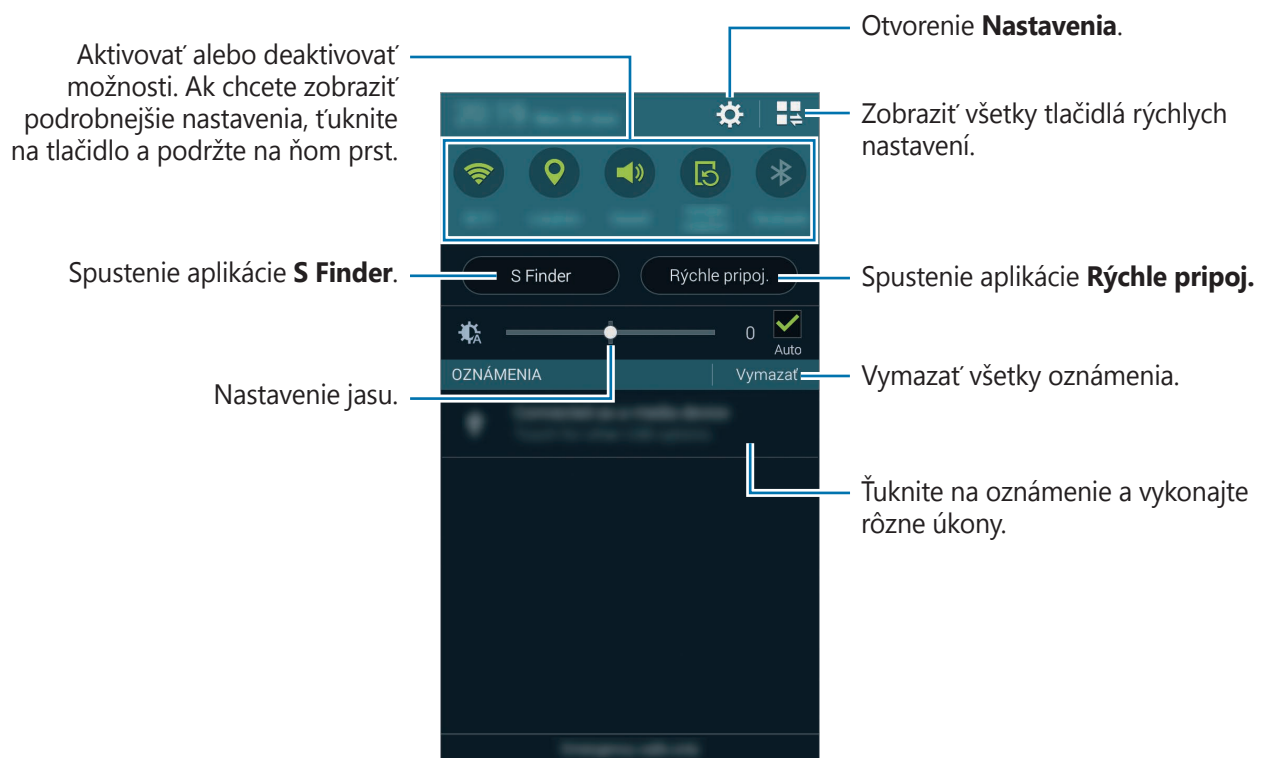 Otvorenie Nastavenia.
Aktivovať alebo deaktivovať
možnosti. Ak chcete zobraziť
podrobnejšie nastavenia, ťuknite
na tlačidlo a podržte na ňom prst.
Zobraziť všetky tlačidlá rýchlych
nastavení.
Spustenie aplikácie S Finder.
S Finder
Rýchle pripoj.
Spustenie aplikácie Rýchle pripoj.
0
Auto
Nastavenie jasu.
OZNÁMENIA
Vymazať
Vymazať všetky oznámenia.
Ťuknite na oznámenie a vykonajte
rôzne úkony.